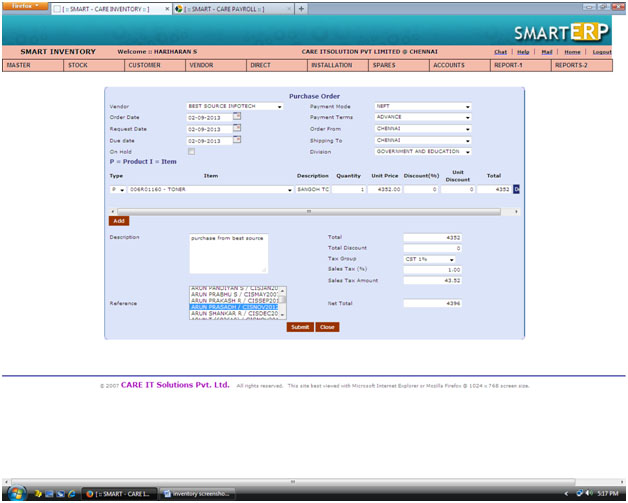 Firefox
[ :: SMART - CARE INVENTORY :: ] × [ :: SMART - CARE PAYROLL :: ] × +
SMARTERP
SMART INVENTORY Welcome :: HARIHARAN S CARE ITSOLUTION PVT LIMITED @ CHENNAI Chat | Help | Mail | Home | Logout
MASTER STOCK CUSTOMER VENDOR DIRECT INSTALLATION SPARES ACCOUNTS REPORT-1 REPORTS-2
Purchase Order
Vendor BEST SOURCE INFOTECH Payment Mode NEFT
Order Date 02-09-2013 Payment Terms ADVANCE
Request Date 02-09-2013 Order From CHENNAI
Due date 02-09-2013 Shipping To CHENNAI
On Hold Division GOVERNMENT AND EDUCATION
P = Product I = Item
Type Item Description Quantity Unit Price Discount(%) Unit Discount Total
P 006R01160 - TONER SANGOH TC 1 4352.00 0 0 4352 D
Add
Description purchase from best source Total 4352
Total Discount 0
Tax Group CST 1%
Sales Tax (%) 1.00
Sales Tax Amount 43.52
Reference Net Total 4396
ARUN PANDIYAN S / CISJAN20
ARUN PRABHU S / CISMAY201
ARUN PRAKASH R / CISSEP201
ARUN PRASADH / CISNOV2012
ARUN SHANKAR R / CISDEC20
Submit Close
© 2007 CARE IT Solutions Pvt. Ltd. All rights reserved. This site best viewed with Microsoft Internet Explorer or Mozilla Firefox @ 1024 x 768 screen size.
[ :: SMART - CARE I... inventory screensho... 5:17 PM